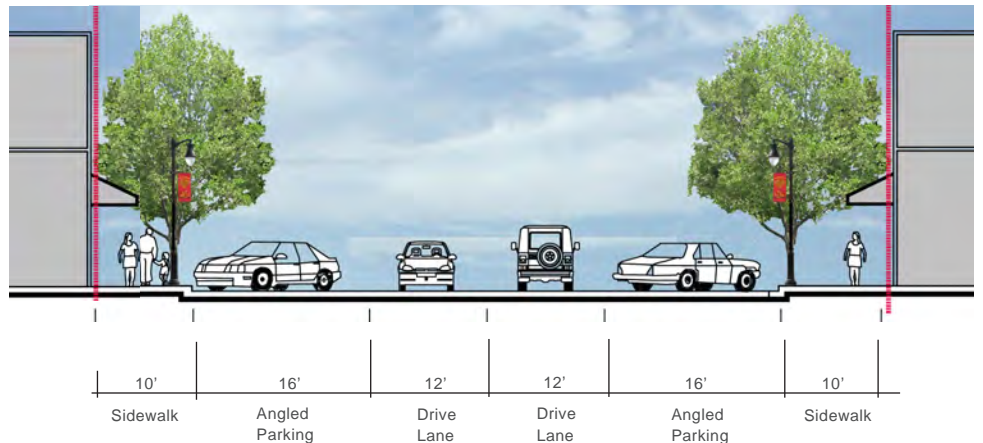 10’ 16’ 12’ 12’ 16’ 10’
Sidewalk Angled Drive Drive Angled Sidewalk
Parking Lane Lane Parking